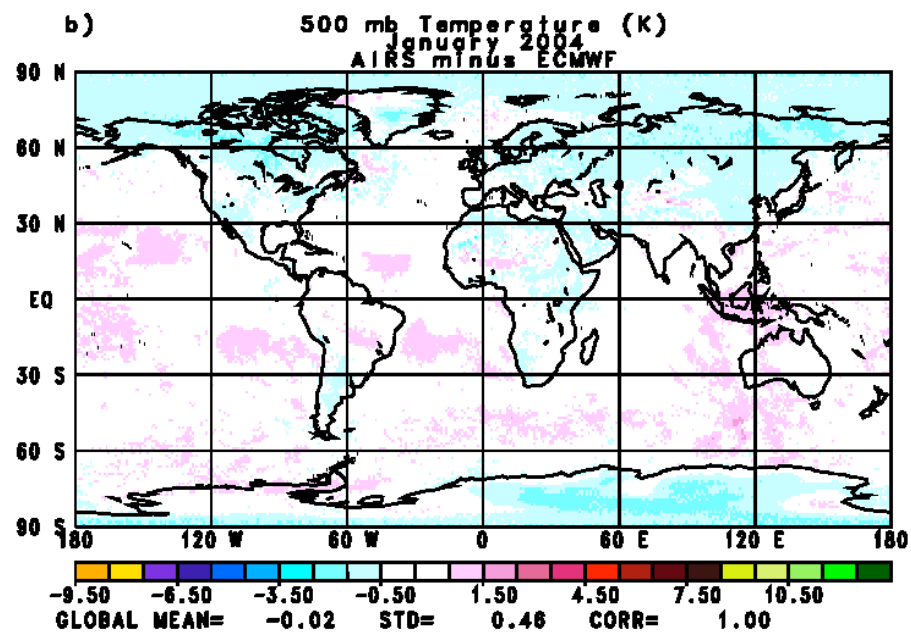 b) 500 mb Temperature (K)
January 2004
AIRS minus ECMWF
90 N
60 N
30 N
EQ
30 S
60 S
90 S
180 120 W 60 W 0 60 E 120 E 180
-9.50 -6.50 -3.50 -0.50 1.50 4.50 7.50 10.50
GLOBAL MEAN= -0.02 STD= 0.46 CORR= 1.00